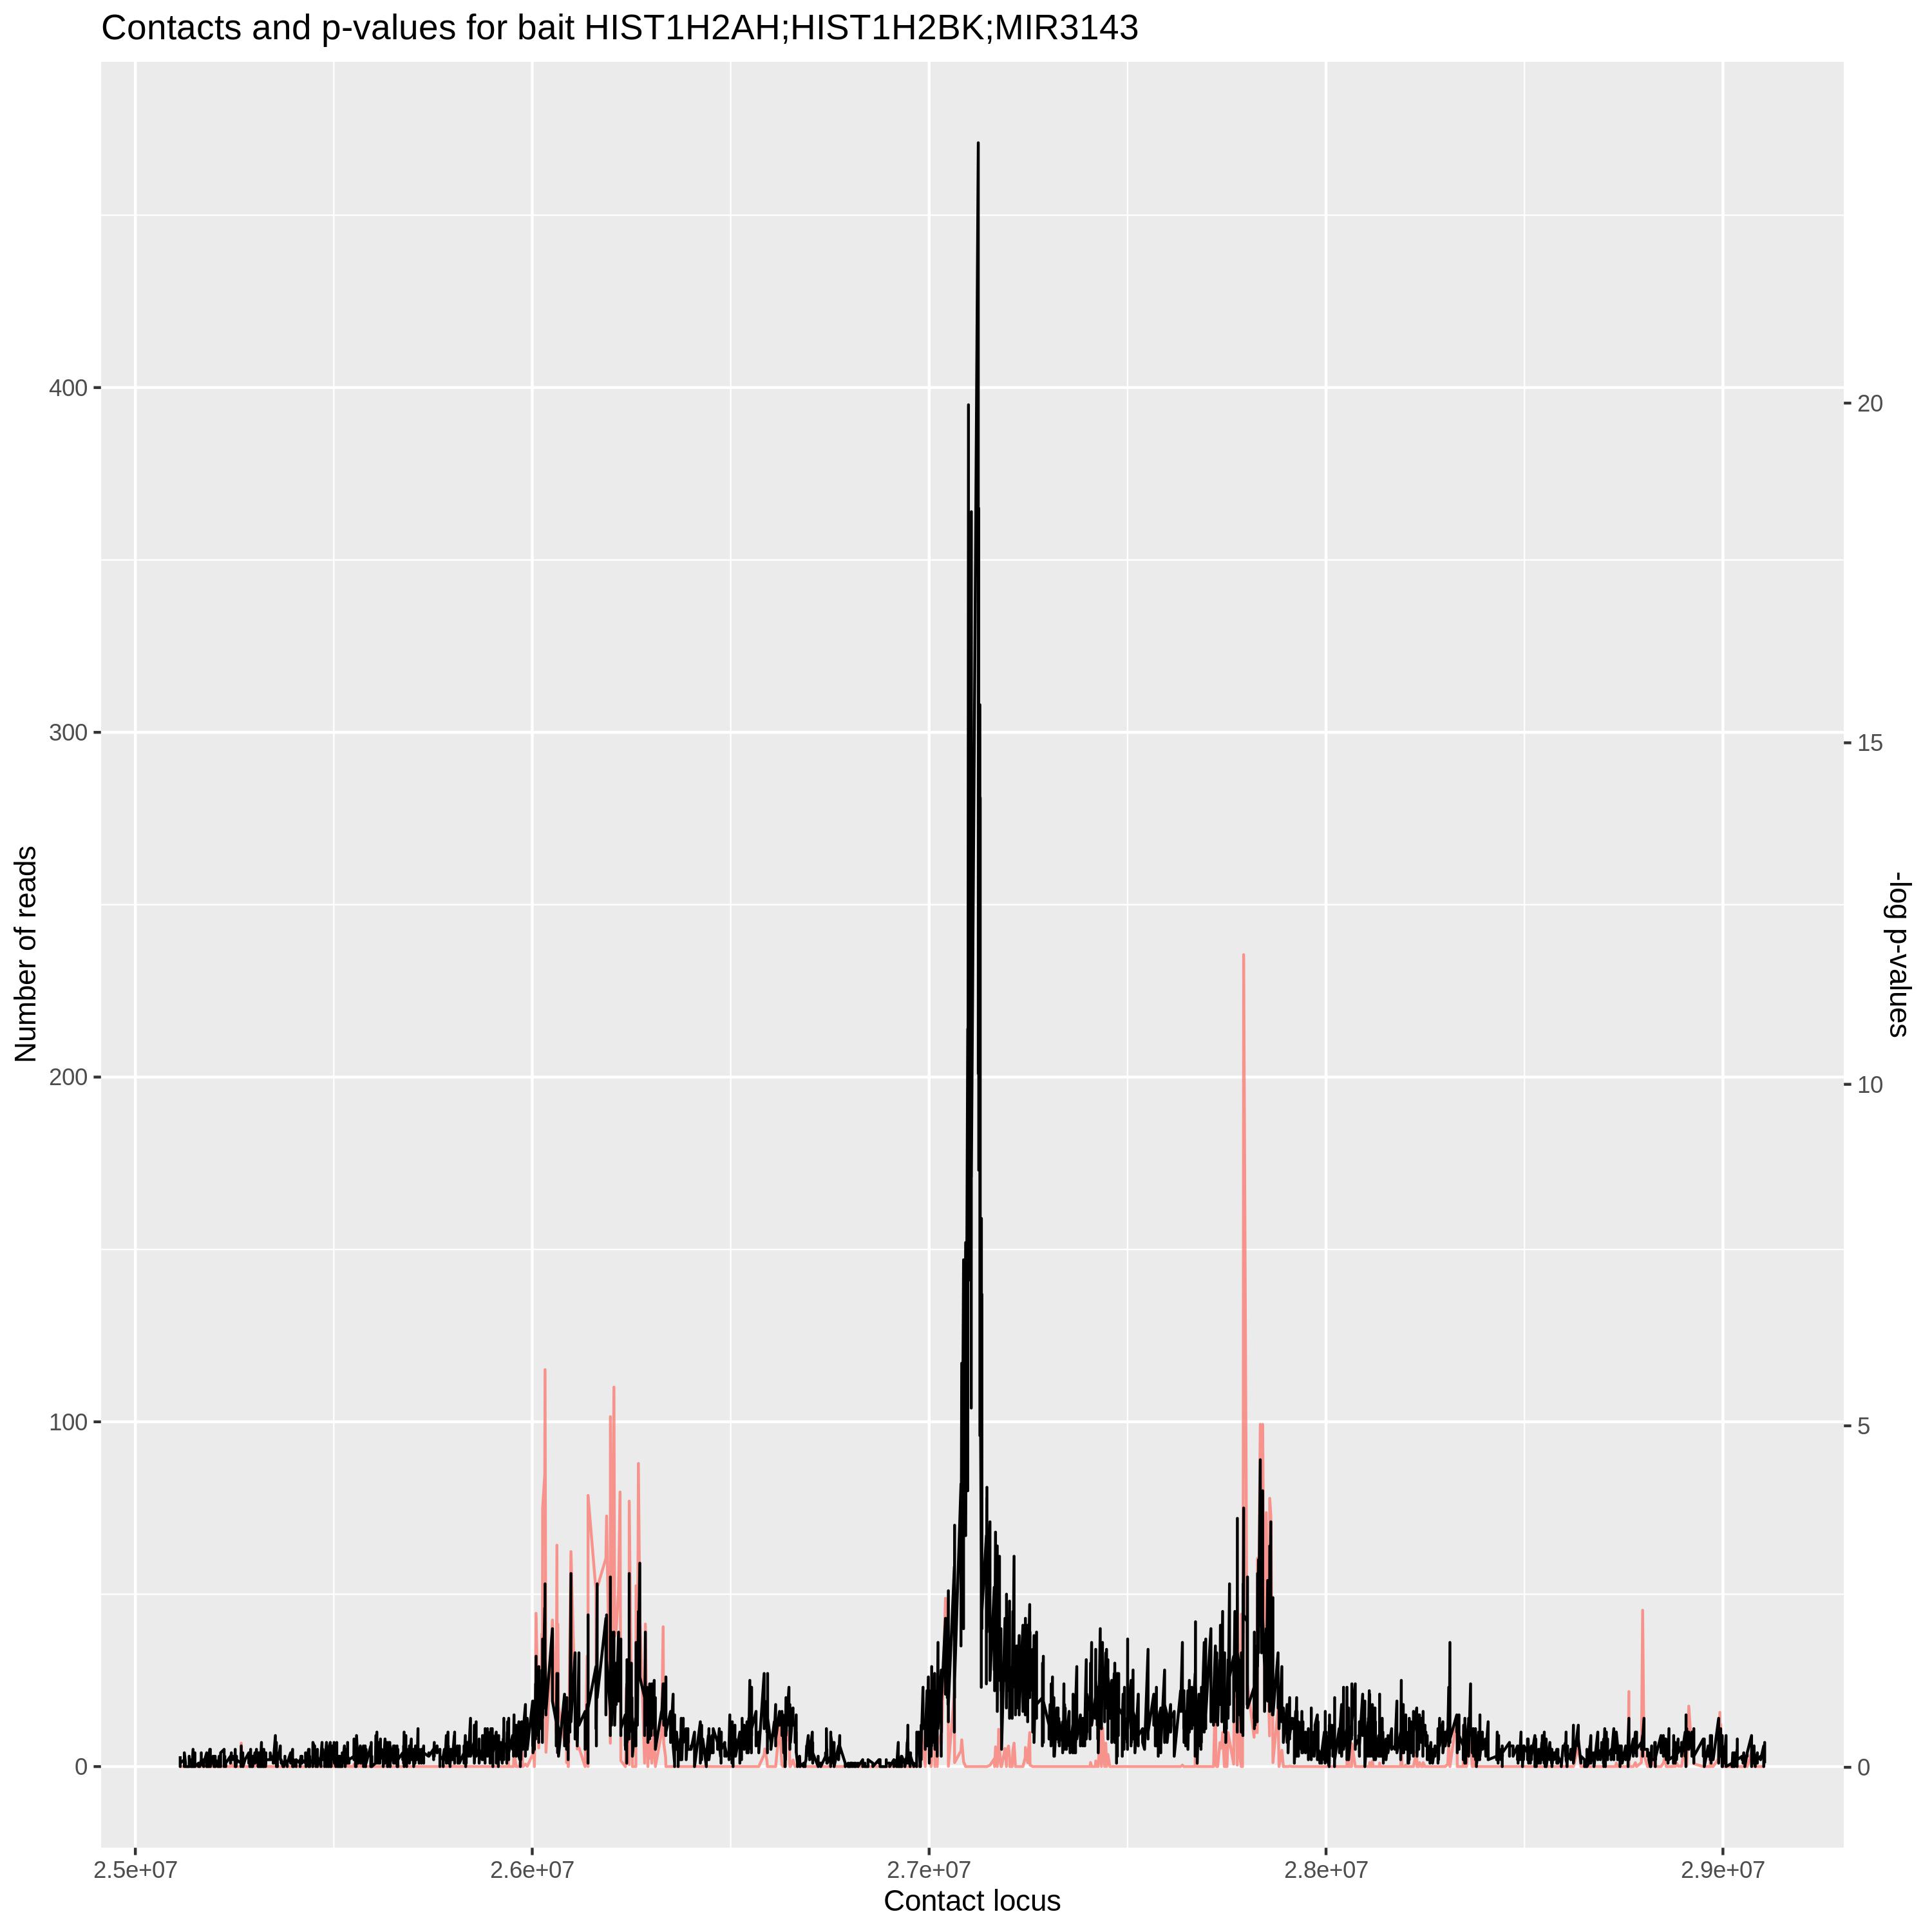 Contacts and p-values for bait HIST1H2AH;HIST1H2BK;MIR3143
Number of reads
400
300
200
100
0
20
15
10
5
0
-log p-values
2.5e+07
2.6e+07
2.7e+07
2.8e+07
2.9e+07
Contact locus